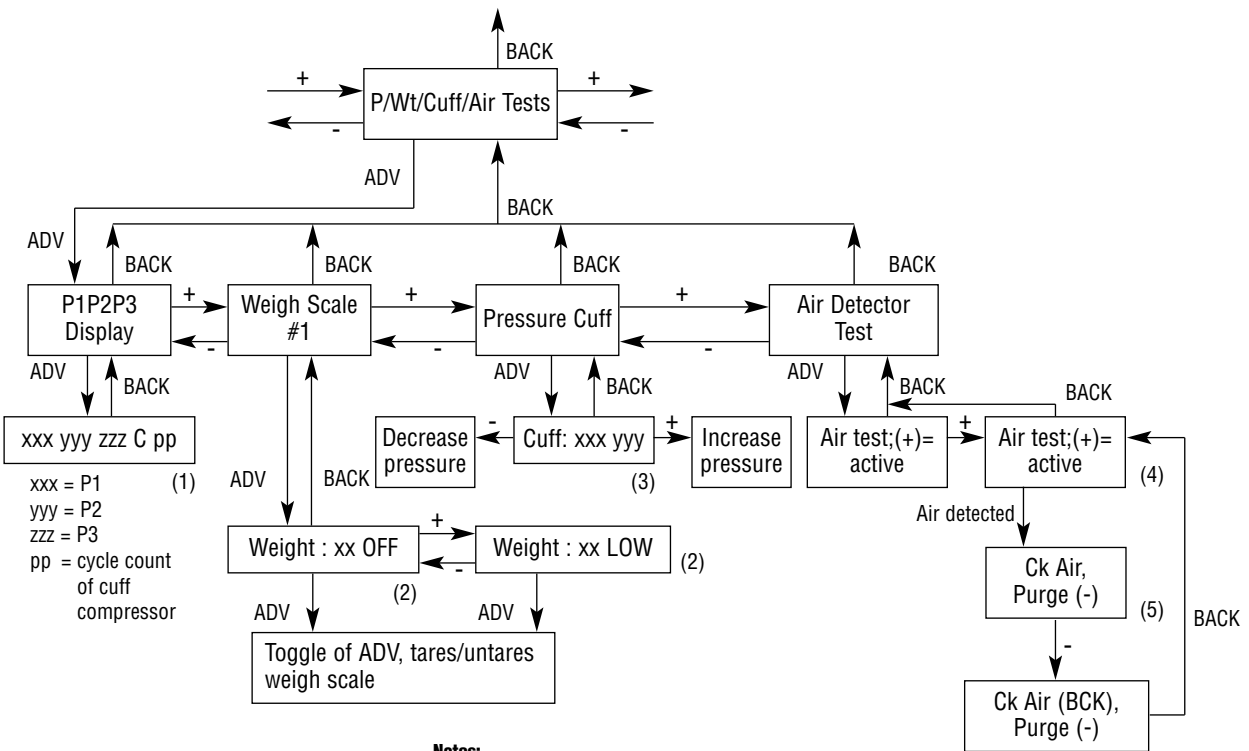 BACK
+
+
P/Wt/Cuff/Air Tests
-
-
ADV
BACK
ADV
BACK
BACK
BACK
BACK
P1P2P3
Display
+
-
Weigh Scale
#1
+
-
Pressure Cuff
+
-
Air Detector
Test
ADV
BACK
ADV
BACK
ADV
BACK
BACK
xxx yyy zzz C pp
(1)
xxx = P1
yyy = P2
zzz = P3
pp = cycle count
of cuff
compressor
Decrease
pressure
-
Cuff: xxx yyy
+
Increase
pressure
(3)
Air test;(+)=
active
+
Air test;(+)=
active
(4)
ADV
BACK
Air detected
Weight : xx OFF
+
-
Weight : xx LOW
(2)
(2)
Ck Air,
Purge (-)
(5)
BACK
ADV
ADV
Toggle of ADV, tares/untares
weigh scale
-
Ck Air (BCK),
Purge (-)
Notes: